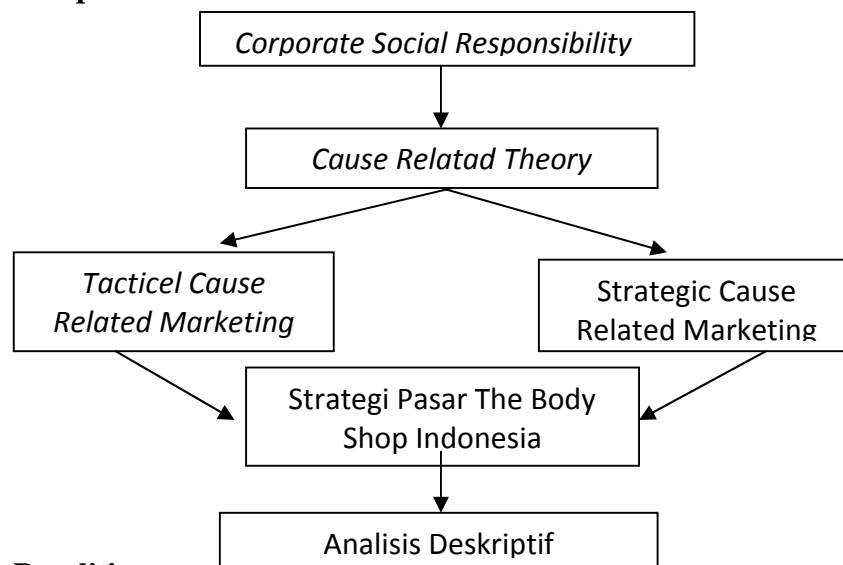 Corporate Social Responsibility
Cause Relatad Theory
Tacticel Cause
Related Marketing
Strategic Cause
Related Marketing
Strategi Pasar The Body
Shop Indonesia
Analisis Deskriptif